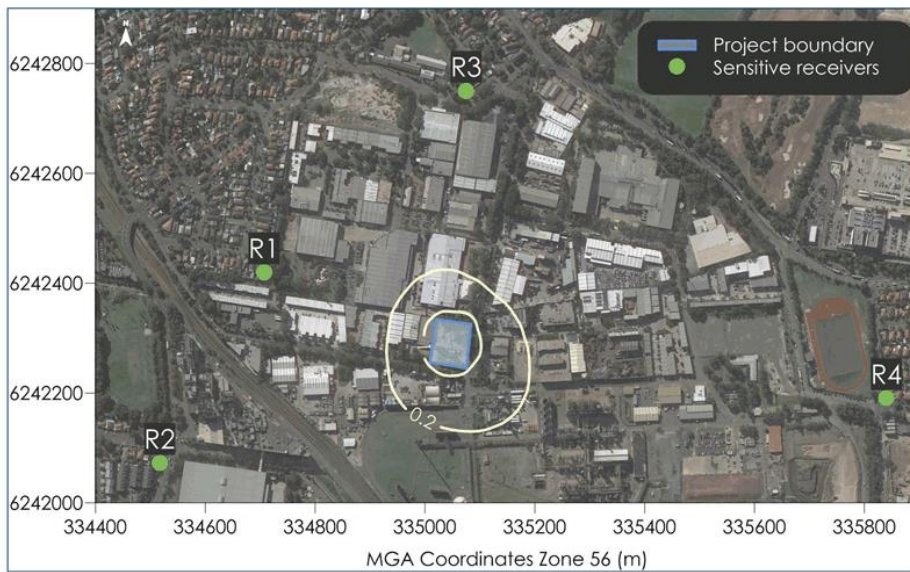 N
Project boundary
Sensitive receivers
6242800
R3
6242600
R1
6242400
0.2
R4
6242200
R2
6242000
334400 334600 334800 335000 335200 335400 335600 335800
MGA Coordinates Zone 56 (m)